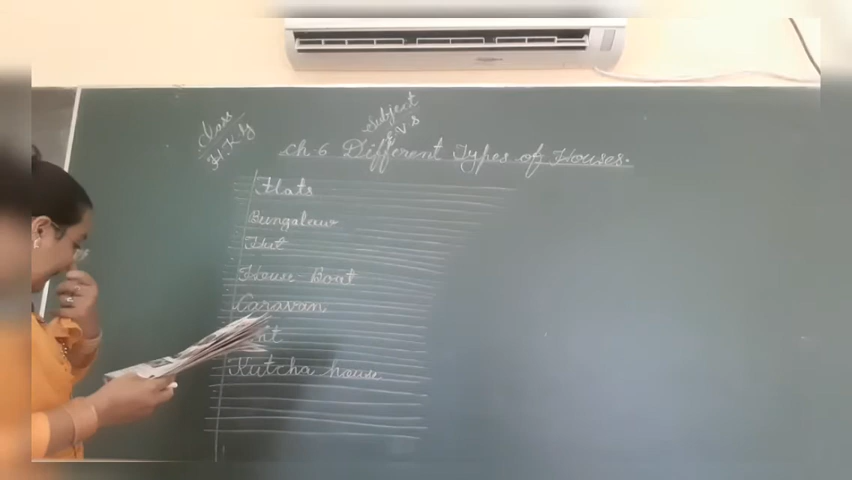 Class
H.K.G
Subject
EVS
Ch-6 Different Types of Houses.
Flats
Bungalow
Hut
House-Boat
Caravan
Kutcha house